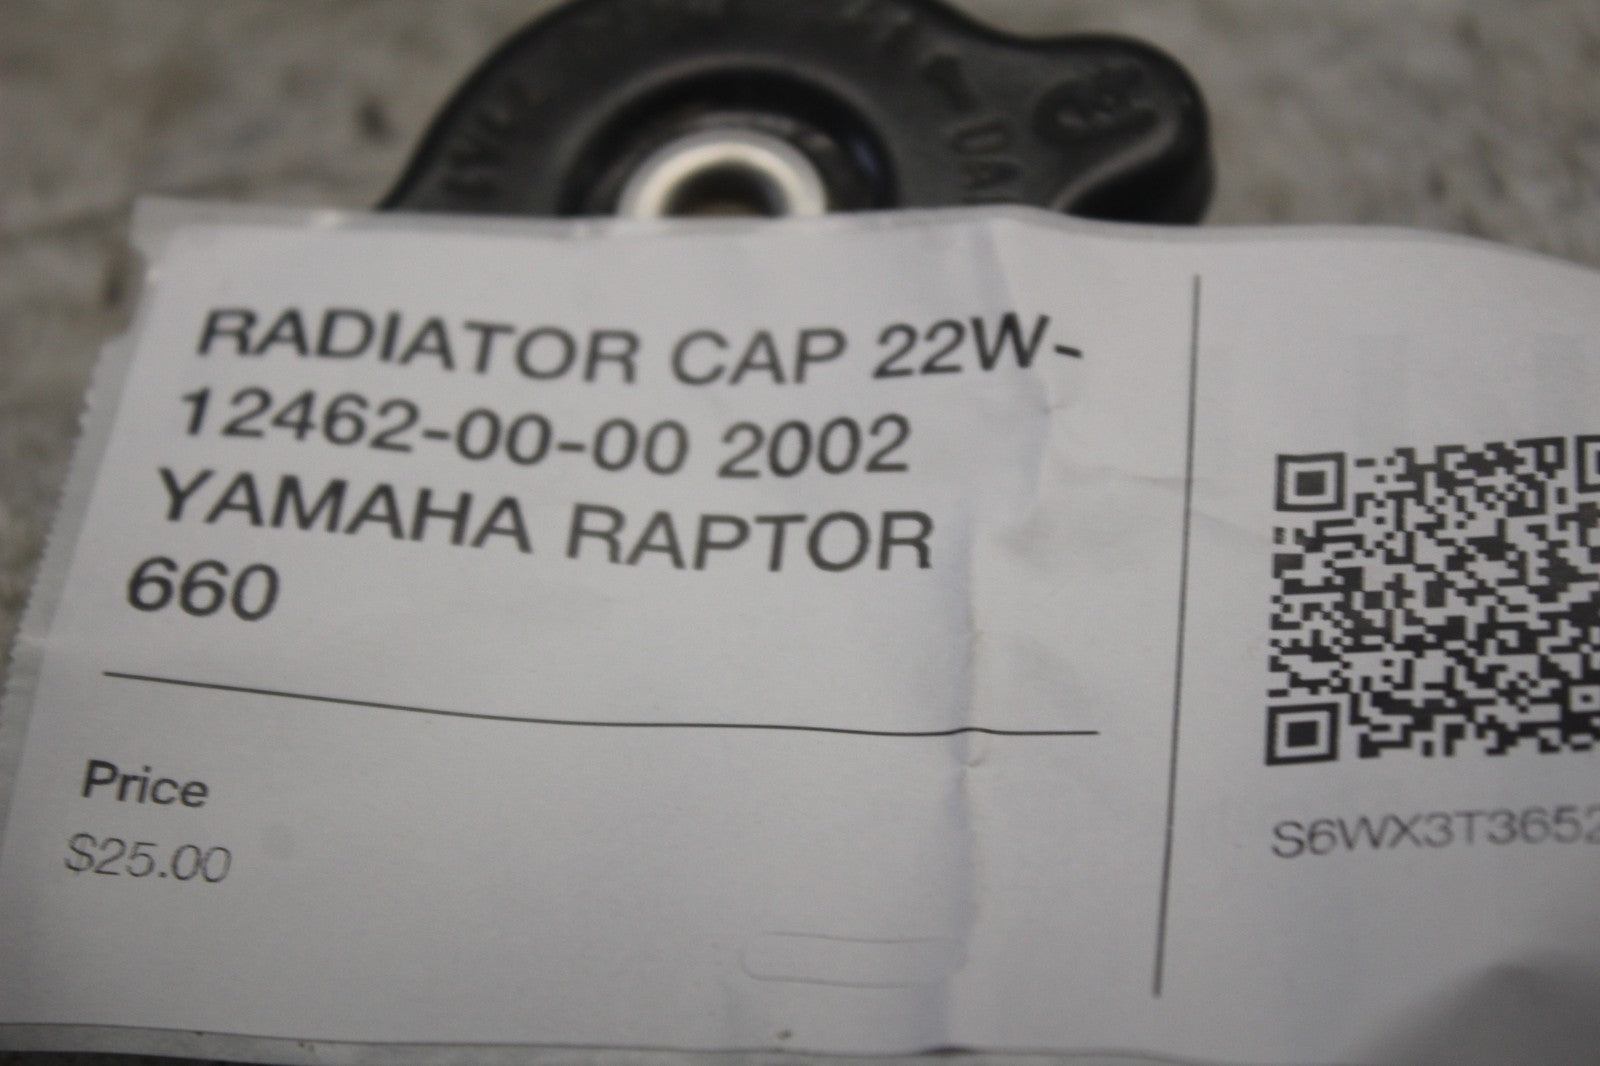 RADIATOR CAP 22W-
12462-00-00 2002
YAMAHA RAPTOR
660
Price
$25.00
S6WX3T3652